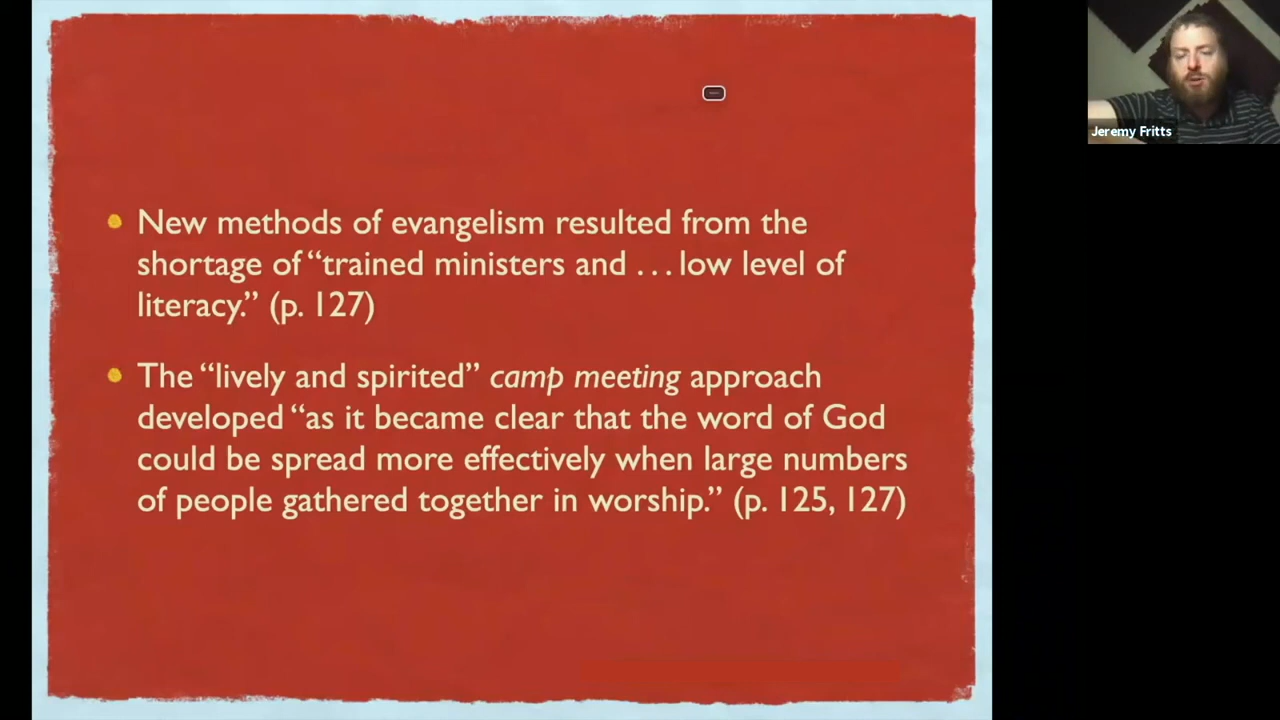 New methods of evangelism resulted from the
shortage of “trained ministers and . . . low level of
literacy.” (p. 127)
The “lively and spirited” camp meeting approach
developed “as it became clear that the word of God
could be spread more effectively when large numbers
of people gathered together in worship.” (p. 125, 127)
Jeremy Fritts